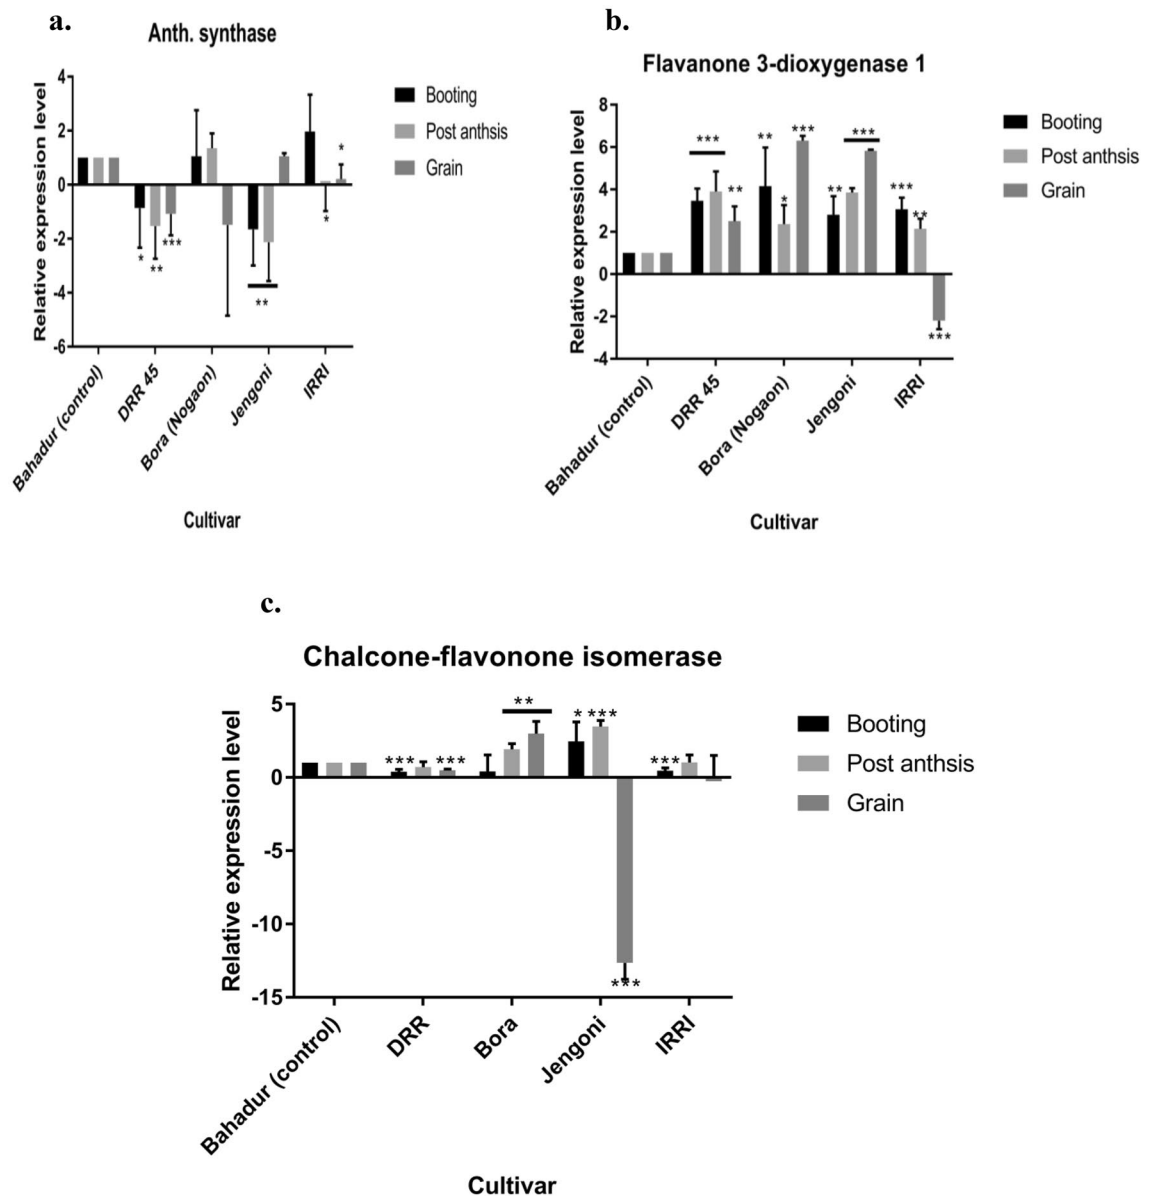 a.
Anth. synthase
Relative expression level
4
2
0
-2
-4
-6
*
**
***
**
*
*
Booting
Post anthsis
Grain
Bahadur (control)
DRR 45
Bora (Nogaon)
Jengoni
IRRI
Cultivar
b.
Flavanone 3-dioxygenase 1
Relative expression level
8
6
4
2
0
-2
-4
***
**
**
*
***
**
***
***
**
***
Booting
Post anthsis
Grain
Bahadur (control)
DRR 45
Bora (Nogaon)
Jengoni
IRRI
Cultivar
c.
Chalcone-flavonone isomerase
Relative expression level
5
0
-5
-10
-15
***
***
**
*
***
***
***
Booting
Post anthsis
Grain
Bahadur (control)
DRR
Bora
Jengoni
IRRI
Cultivar